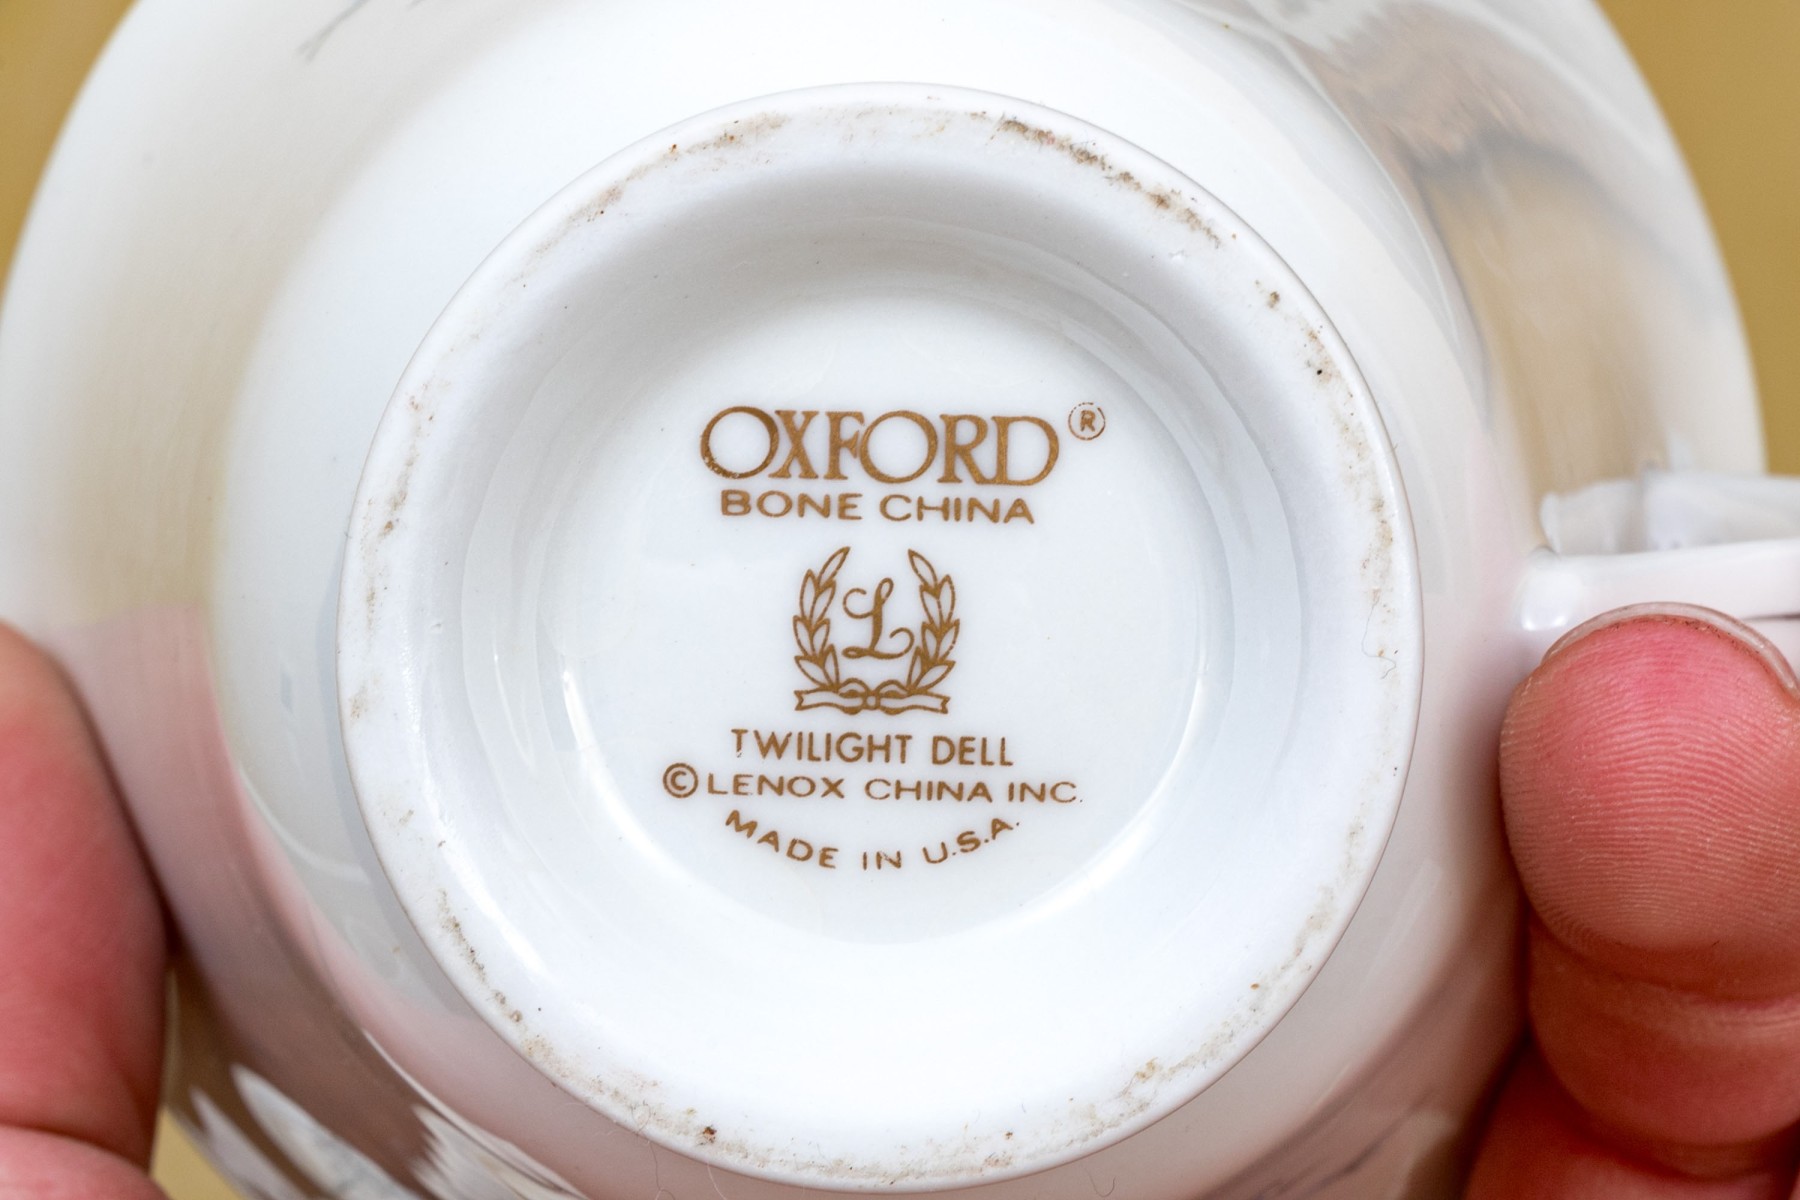 OXFORD®
BONE CHINA
L
TWILIGHT DELL
© LENOX CHINA INC.
MADE IN U.S.A.